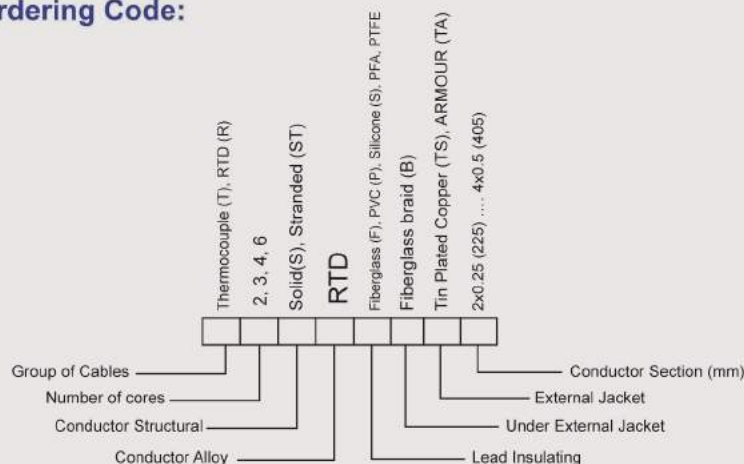 rdering Code:
Thermocouple (T), RTD (R)
2, 3, 4, 6
Solid(S), Stranded (ST)
RTD
Fiberglass (F), PVC (P), Silicone (S), PFA, PTFE
Fiberglass braid (B)
Tin Plated Copper (TS), ARMOUR (TA)
2x0.25 (225) .... 4x0.5 (405)
Group of Cables
Number of cores
Conductor Structural
Conductor Alloy
Conductor Section (mm)
External Jacket
Under External Jacket
Lead Insulating